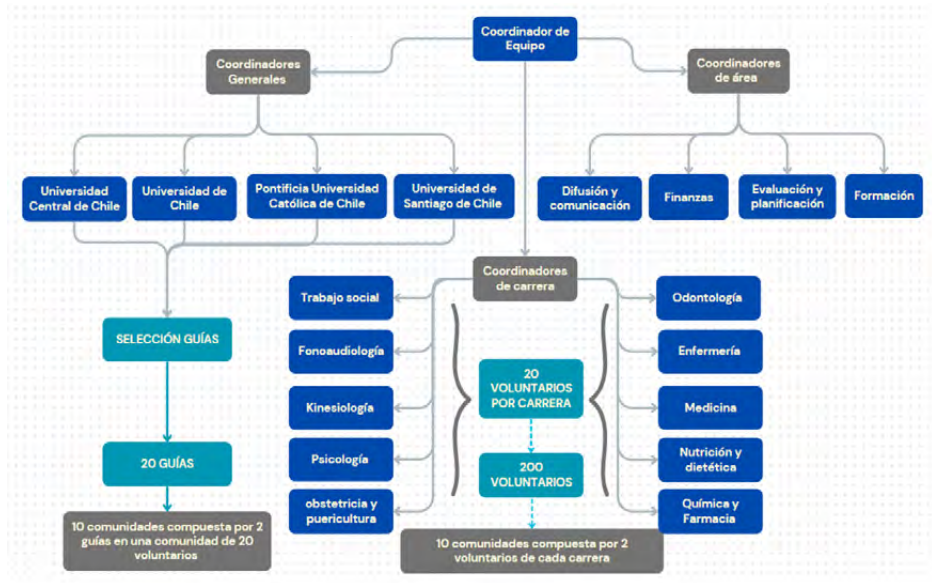 Coordinador de
Equipo
Coordinadores
Generales
Coordinadores
de área
Universidad
Central de Chile
Universidad de
Chile
Pontificia Universidad
Católica de Chile
Universidad de
Santiago de Chile
Difusión y
comunicación
Finanzas
Evaluación y
planificación
Formación
Coordinadores
de carrera
SELECCIÓN GUÍAS
20 GUÍAS
10 comunidades compuesta por 2
guías en una comunidad de 20
voluntarios
Trabajo social
Fonoaudiología
Kinesiología
Psicología
obstetricia y
puericultura
20
VOLUNTARIOS
POR CARRERA
200
VOLUNTARIOS
10 comunidades compuesta por 2
voluntarios de cada carrera
Odontología
Enfermería
Medicina
Nutrición y
dietética
Química y
Farmacia